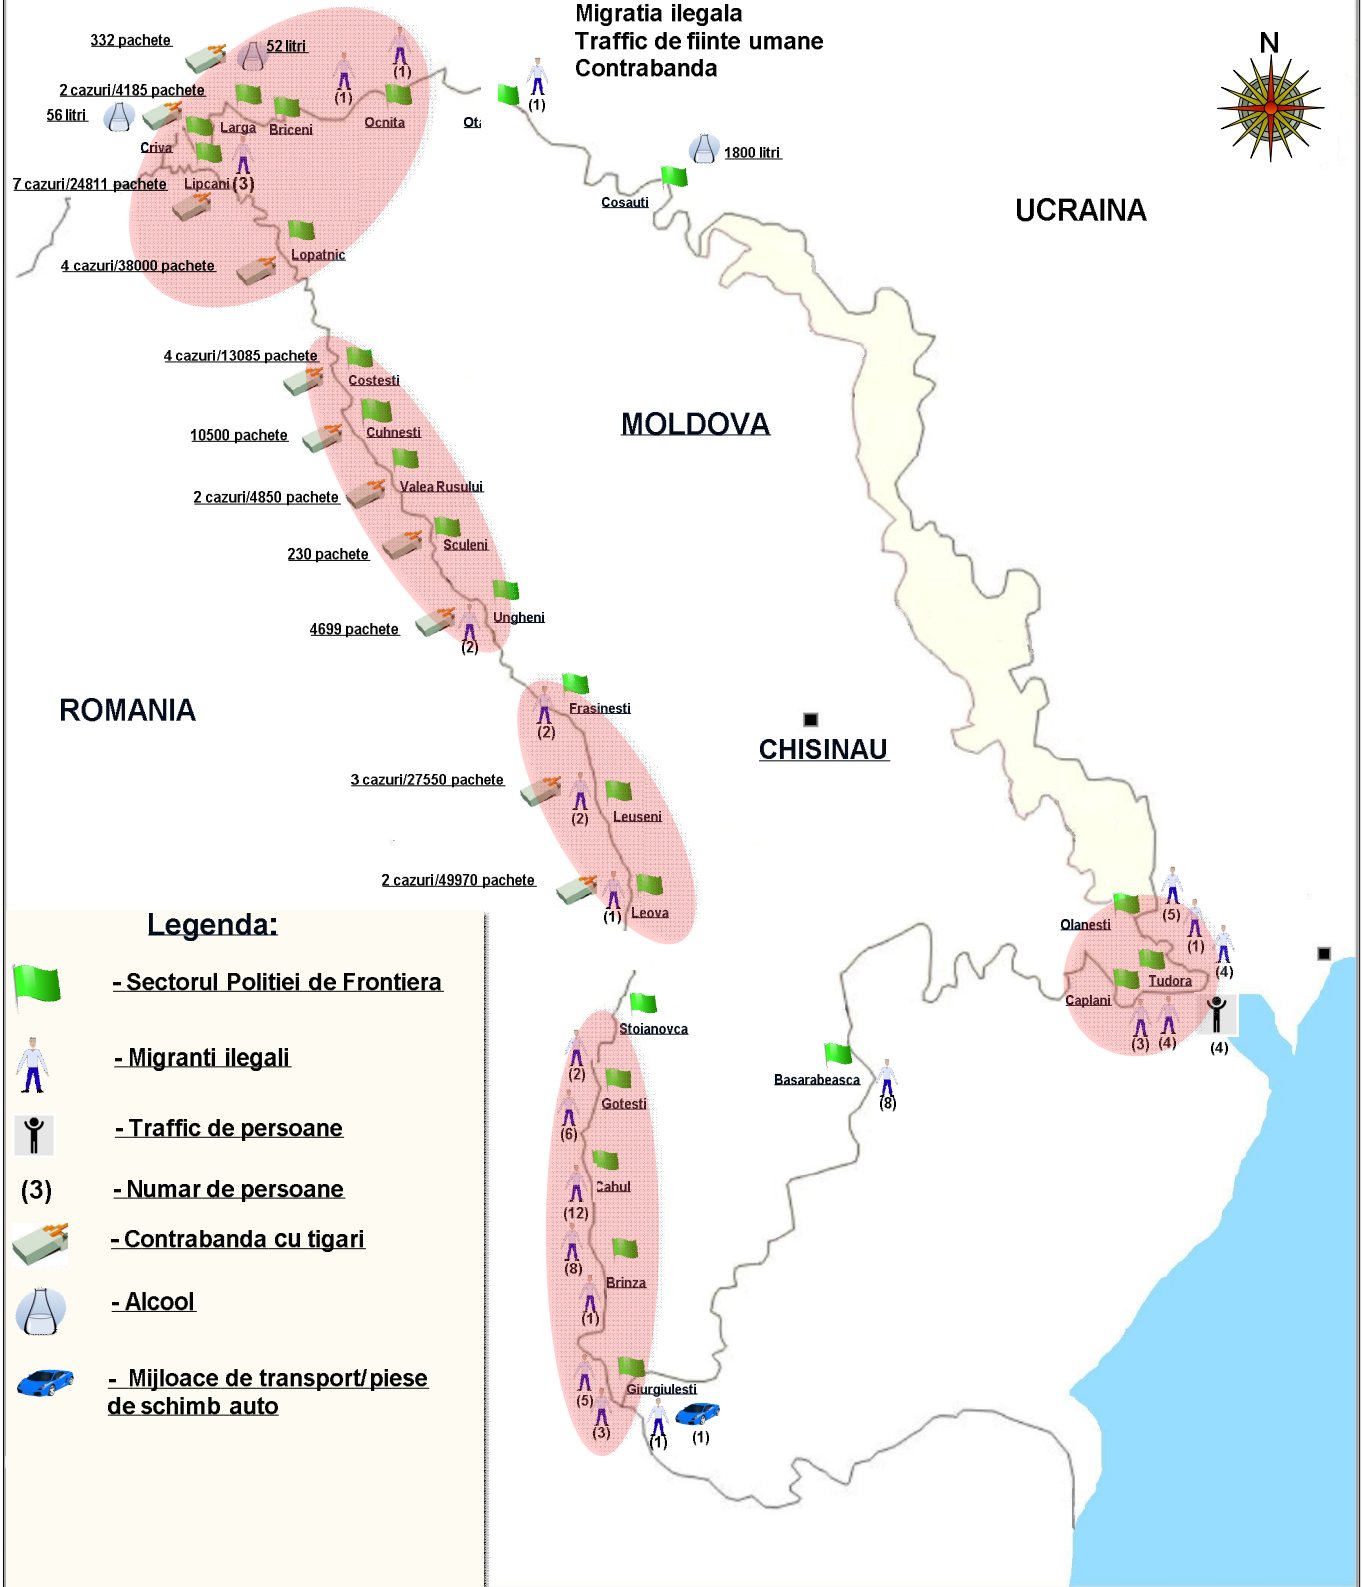 Migratia ilegala
Traffic de fiinte umane
Contrabanda
N
332 pachete
52 litri
(1)
(1)
(1)
2 cazuri/4185 pachete
56 litri
Larga
Briceni
Ocnita
Criva
1800 litri
7 cazuri/24811 pachete
Lipcani
(3)
Cosauti
UCRAINA
Lopatnic
4 cazuri/38000 pachete
4 cazuri/13085 pachete
Costesti
MOLDOVA
10500 pachete
Cuhnesti
2 cazuri/4850 pachete
Valea Rusului
230 pachete
Sculeni
4699 pachete
Ungheni
(2)
ROMANIA
Frasinesti
(2)
CHISINAU
3 cazuri/27550 pachete
(2)
Leuseni
2 cazuri/49970 pachete
(1)
Leova
Olanesti
(5)
(1)
(4)
Tudora
Caplani
(3)
(4)
(4)
Stoianovca
(2)
Gotesti
(6)
Basarabeasca
(8)
Cahul
(12)
(8)
Brinza
(1)
Giurgiulesti
(5)
(3)
(1)
(1)
Legenda:
- Sectorul Politiei de Frontiera
- Migranti ilegali
- Traffic de persoane
(3)
- Numar de persoane
- Contrabanda cu tigari
- Alcool
- Mijloace de transport/piese
de schimb auto